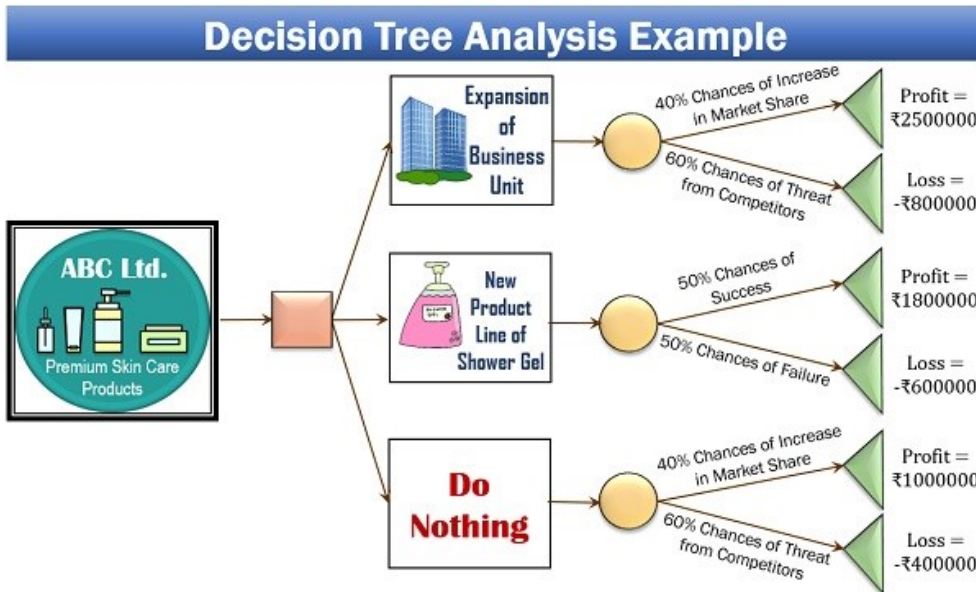 Decision Tree Analysis Example
ABC Ltd.
Premium Skin Care
Products
Expansion
of
Business
Unit
40% Chances of Increase
in Market Share
60% Chances of Threat
from Competitors
Profit =
₹2500000
Loss =
-₹800000
New
Product
Line of
Shower Gel
50% Chances of
Success
50% Chances of Failure
Profit =
₹1800000
Loss =
-₹600000
Do
Nothing
40% Chances of Increase
in Market Share
60% Chances of Threat
from Competitors
Profit =
₹1000000
Loss =
-₹400000